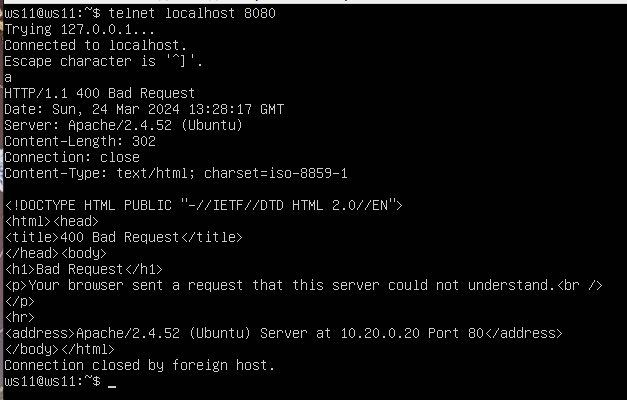 ws11@ws11:~$ telnet localhost 8080
Trying 127.0.0.1...
Connected to localhost.
Escape character is '^]'.
a
HTTP/1.1 400 Bad Request
Date: Sun, 24 Mar 2024 13:28:17 GMT
Server: Apache/2.4.52 (Ubuntu)
Content-Length: 302
Connection: close
Content-Type: text/html; charset=iso-8859-1

<!DOCTYPE HTML PUBLIC "-//IETF//DTD HTML 2.0//EN">
<html><head>
<title>400 Bad Request</title>
</head><body>
<h1>Bad Request</h1>
<p>Your browser sent a request that this server could not understand.<br />
</p>
<hr>
<address>Apache/2.4.52 (Ubuntu) Server at 10.20.0.20 Port 80</address>
</body></html>
Connection closed by foreign host.
ws11@ws11:~$ _